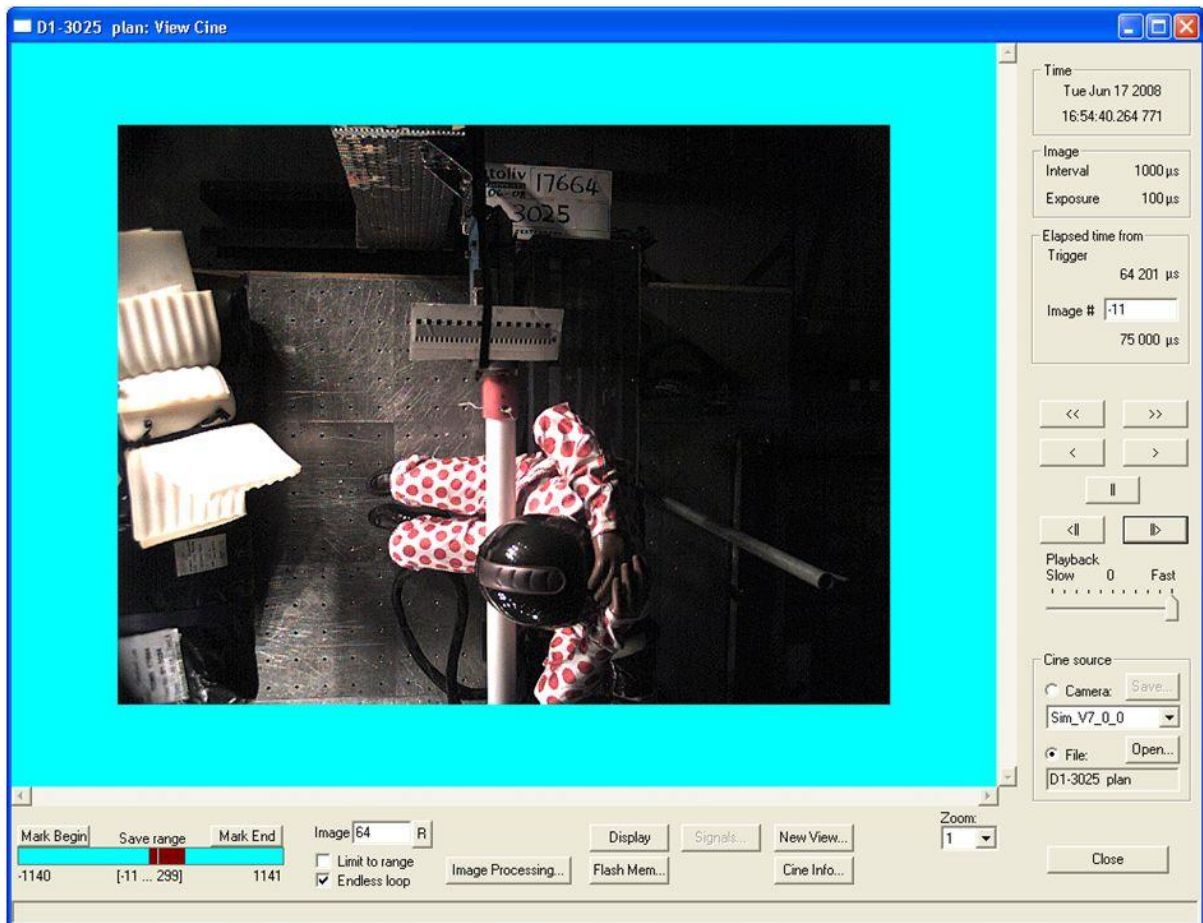 D1-3025 plan: View Cine
Time
Tue Jun 17 2008
16:54:40.264 771
Image
Interval 1000 µs
Exposure 100 µs
Elapsed time from
Trigger
64 201 µs
Image # -11
75 000 µs
toliv 17664
3025
<< >>
< >
||
<|| ||>
Playback
Slow 0 Fast
Cine source
Camera: Save...
Sim_V7_0_0
File: Open...
D1-3025 plan
Mark Begin Save range Mark End
-1140 [-11 ... 299] 1141
Image 64 R
Limit to range
Endless loop
Image Processing...
Display Signals... New View...
Flash Mem... Cine Info...
Zoom:
1
Close